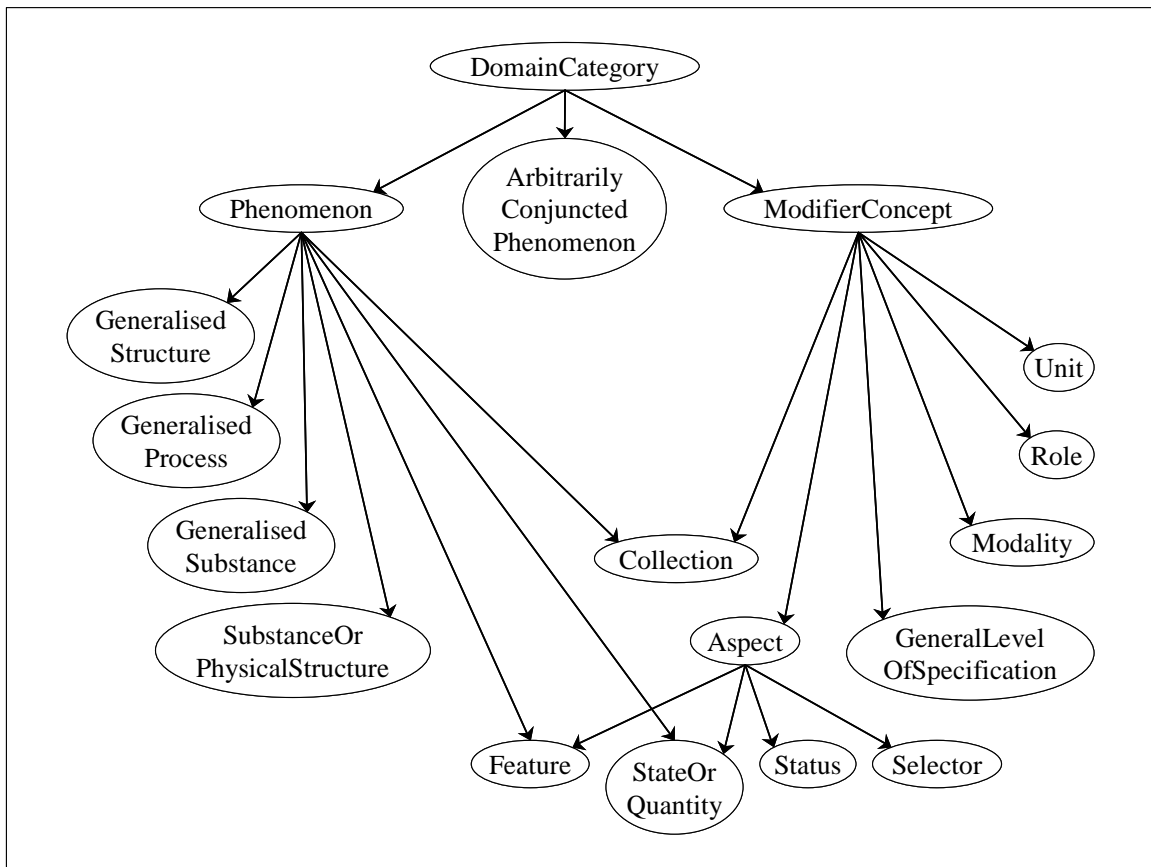 DomainCategory
Arbitrarily
Conjuncted
Phenomenon
Phenomenon
ModifierConcept
Generalised
Structure
Unit
Generalised
Process
Role
Generalised
Substance
Collection
Modality
SubstanceOr
PhysicalStructure
Aspect
GeneralLevel
OfSpecification
Feature
StateOr
Quantity
Status
Selector